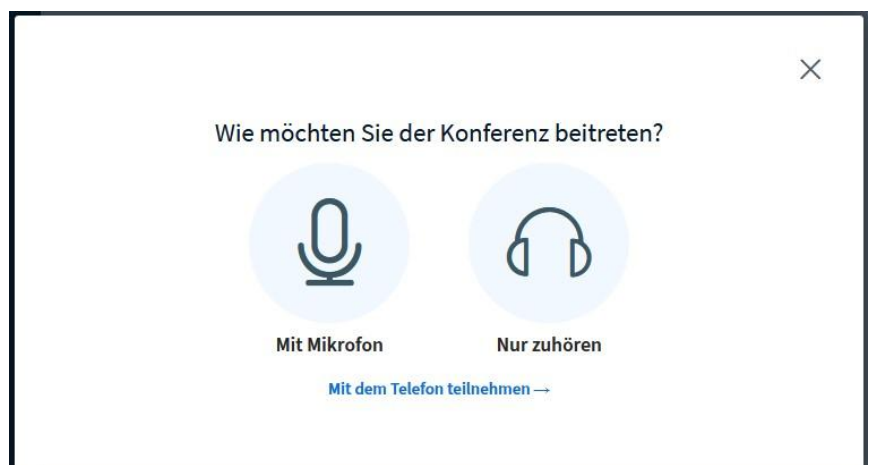 Wie möchten Sie der Konferenz beitreten?
Mit Mikrofon
Nur zuhören
Mit dem Telefon teilnehmen →